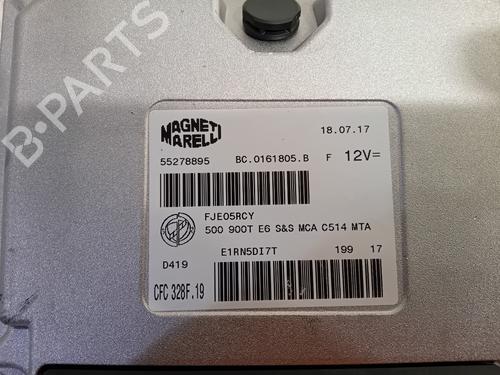 B-PARTS
MAGNETI MARELLI
18.07.17
55278895 BC.0161805.B F 12V=
FJE05RCY
500 900T E6 S&S MCA C514 MTA
E1RN5DI7T 199 17
D419
CFC 328F.19